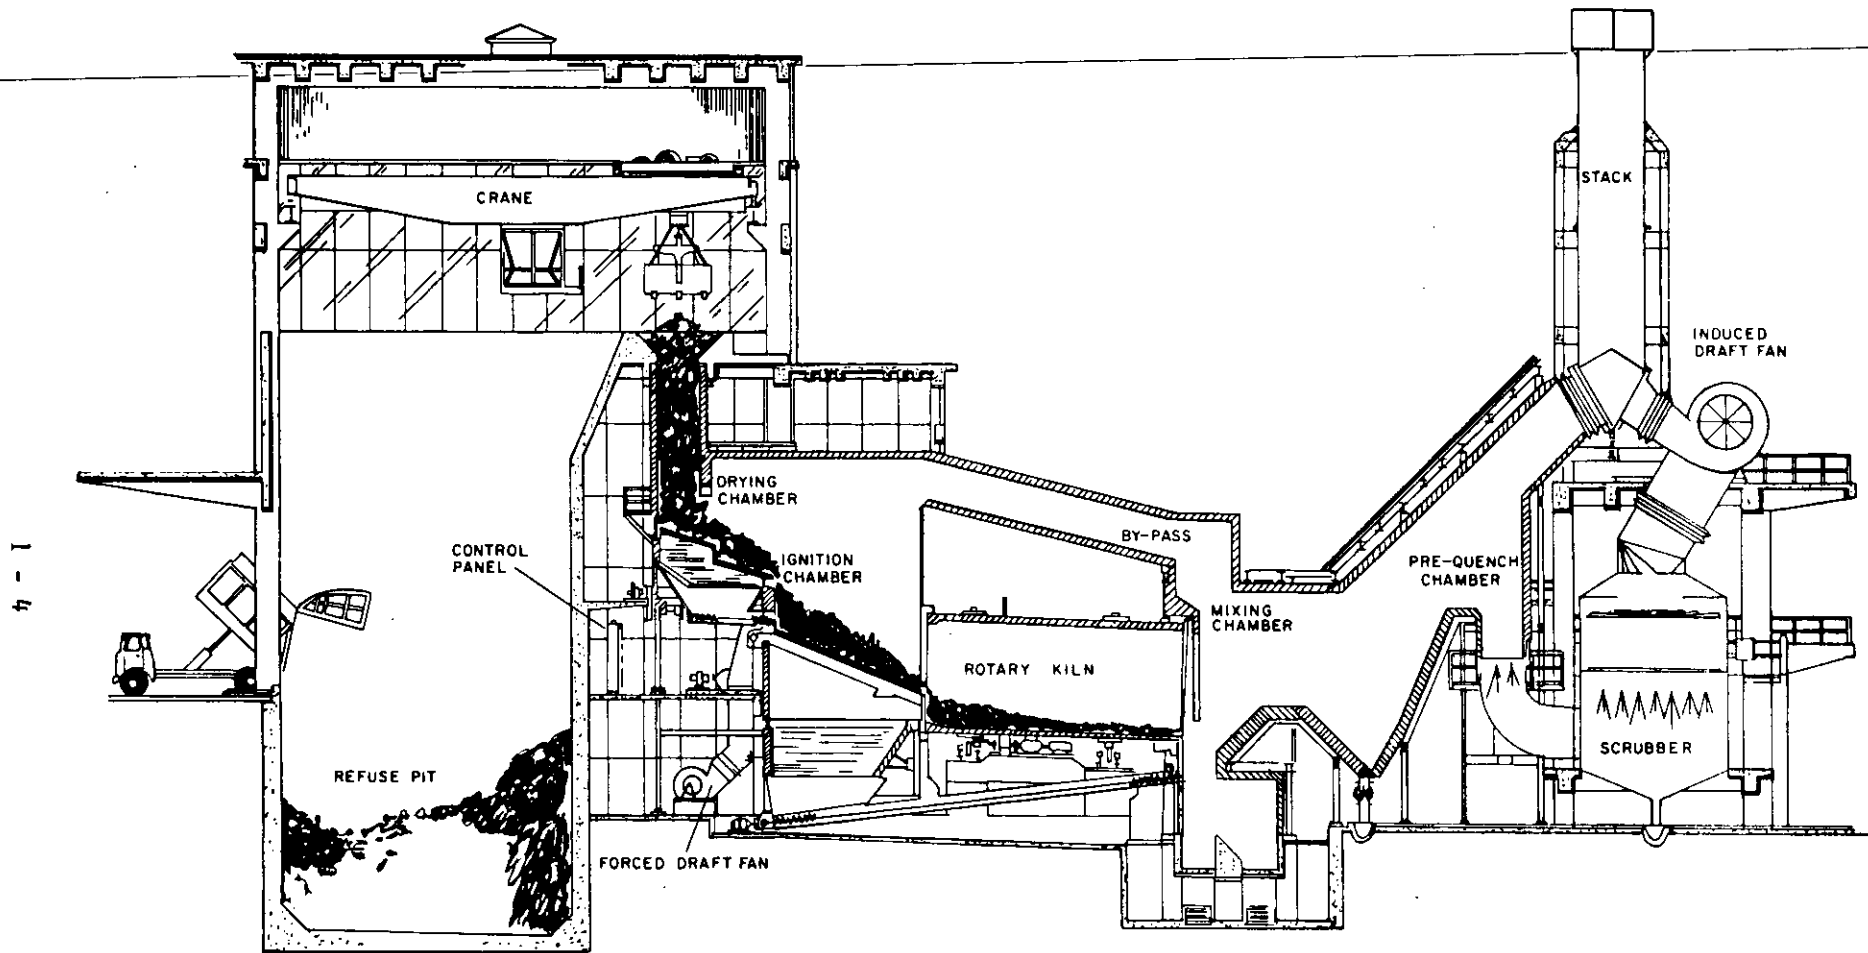 CRANE
STACK
INDUCED
DRAFT FAN
DRYING
CHAMBER
BY-PASS
CONTROL
PANEL
IGNITION
CHAMBER
PRE-QUENCH
CHAMBER
MIXING
CHAMBER
ROTARY KILN
REFUSE PIT
SCRUBBER
FORCED DRAFT FAN
1-4